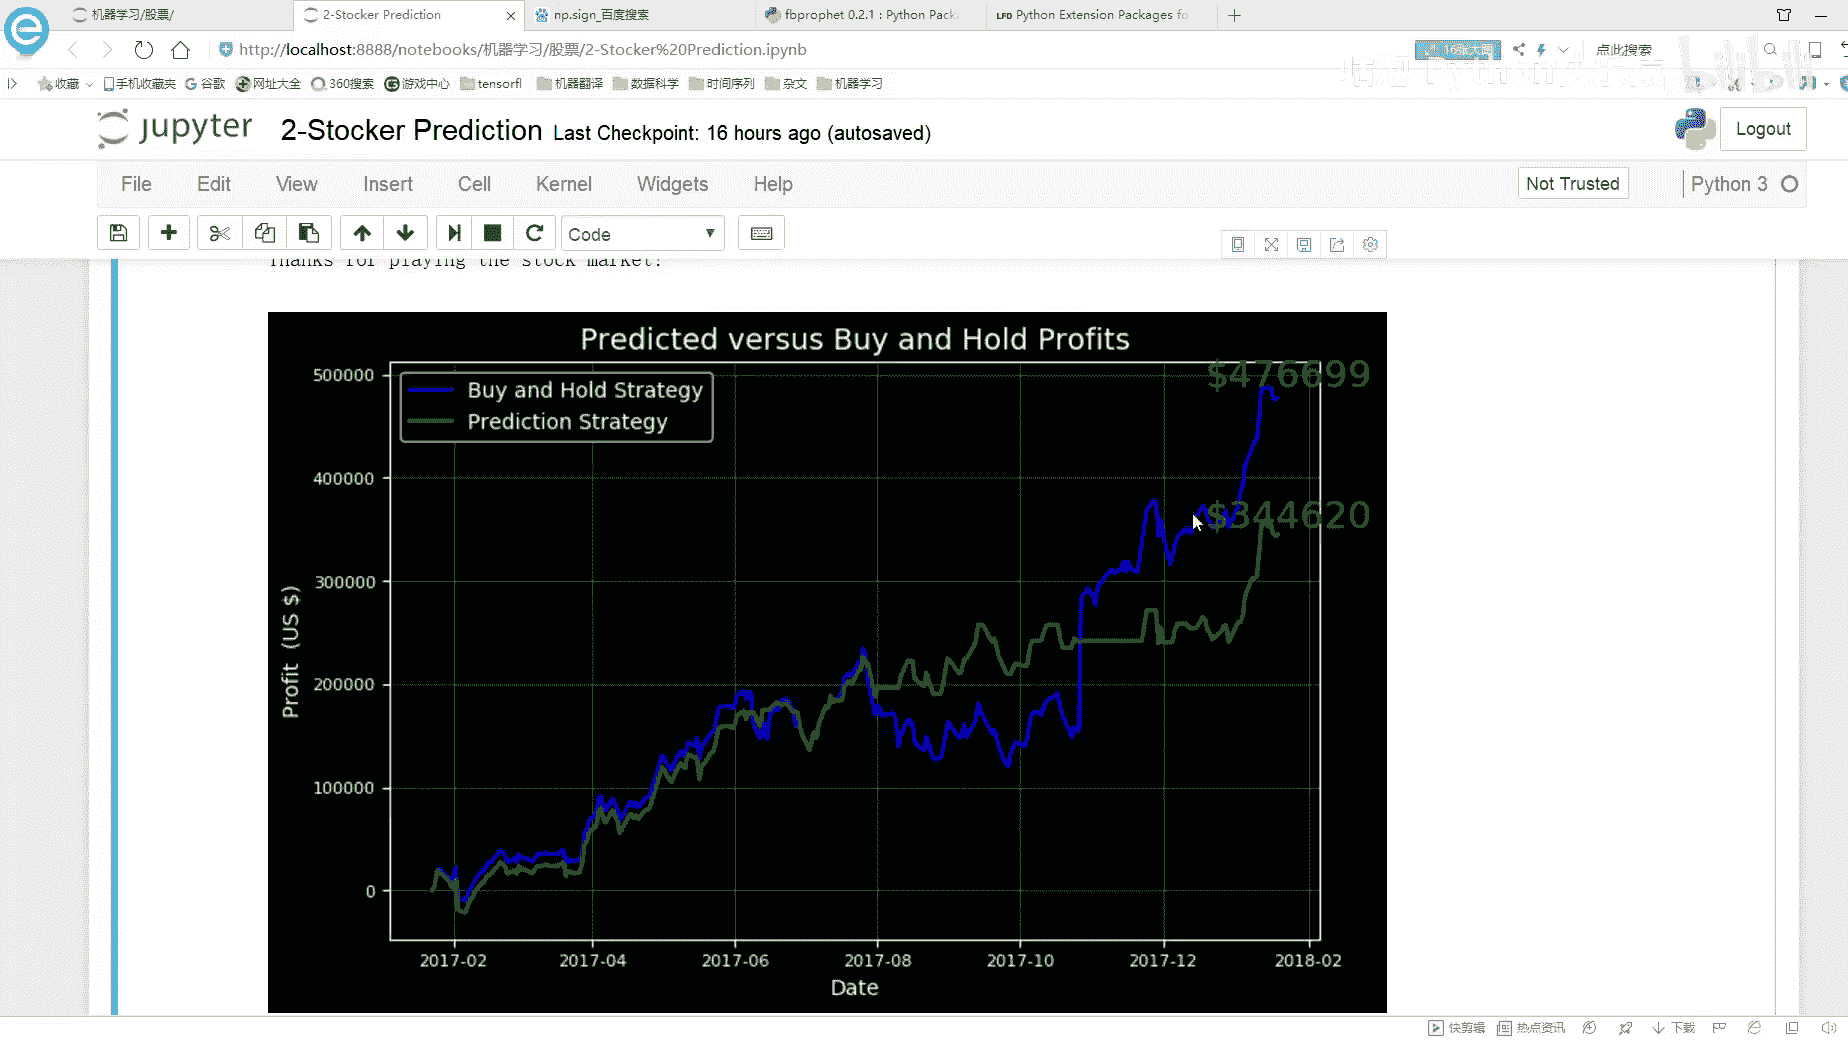 机器学习/股票/
2-Stocker Prediction
np.sign_百度搜索
fbprophet 0.2.1 : Python Pack
LFD Python Extension Packages fo
http://localhost:8888/notebooks/机器学习/股票/2-Stocker%20Prediction.ipynb
16张大图
点此搜索
收藏 手机收藏夹 谷歌 网址大全 360搜索 游戏中心 tensorfl 机器翻译 数据科学 时间序列 杂文 机器学习
bilibili
jupyter 2-Stocker Prediction Last Checkpoint: 16 hours ago (autosaved)
Logout
File Edit View Insert Cell Kernel Widgets Help
Not Trusted
Python 3
Code
Thanks for playing the stock market!
Predicted versus Buy and Hold Profits
$476699
500000
Buy and Hold Strategy
Prediction Strategy
400000
$344620
300000
200000
100000
0
Profit (US $)
2017-02 2017-04 2017-06 2017-08 2017-10 2017-12 2018-02
Date
快剪辑 热点资讯 下载